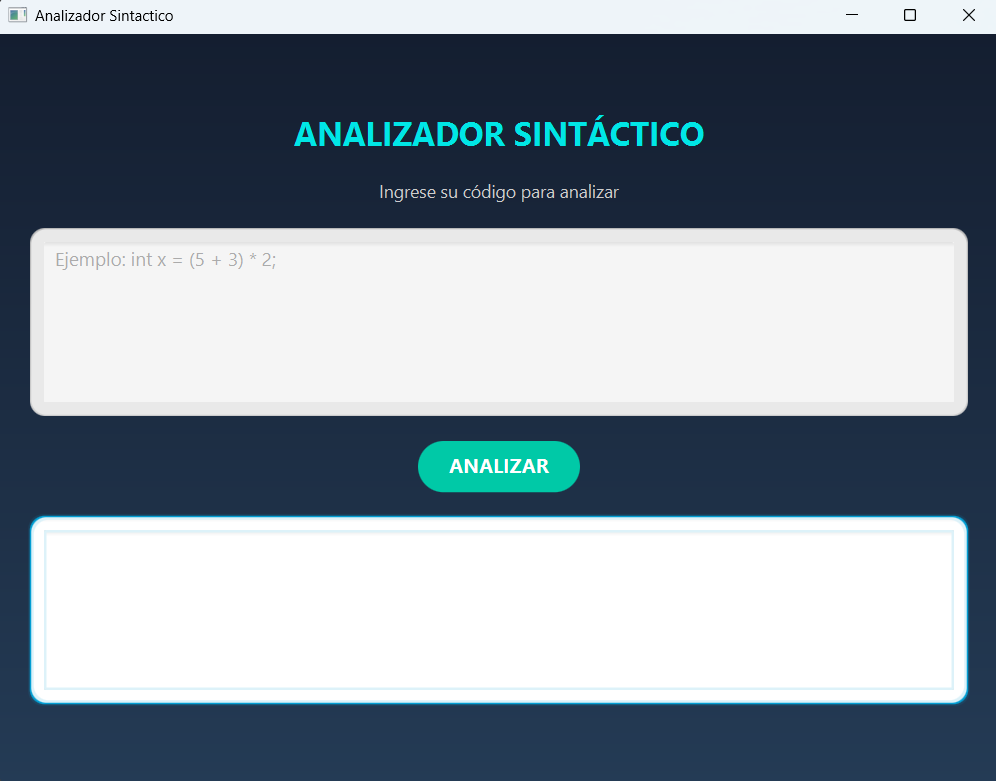 Analizador Sintactico
ANALIZADOR SINTÁCTICO
Ingrese su código para analizar
Ejemplo: int x = (5 + 3) * 2;
ANALIZAR